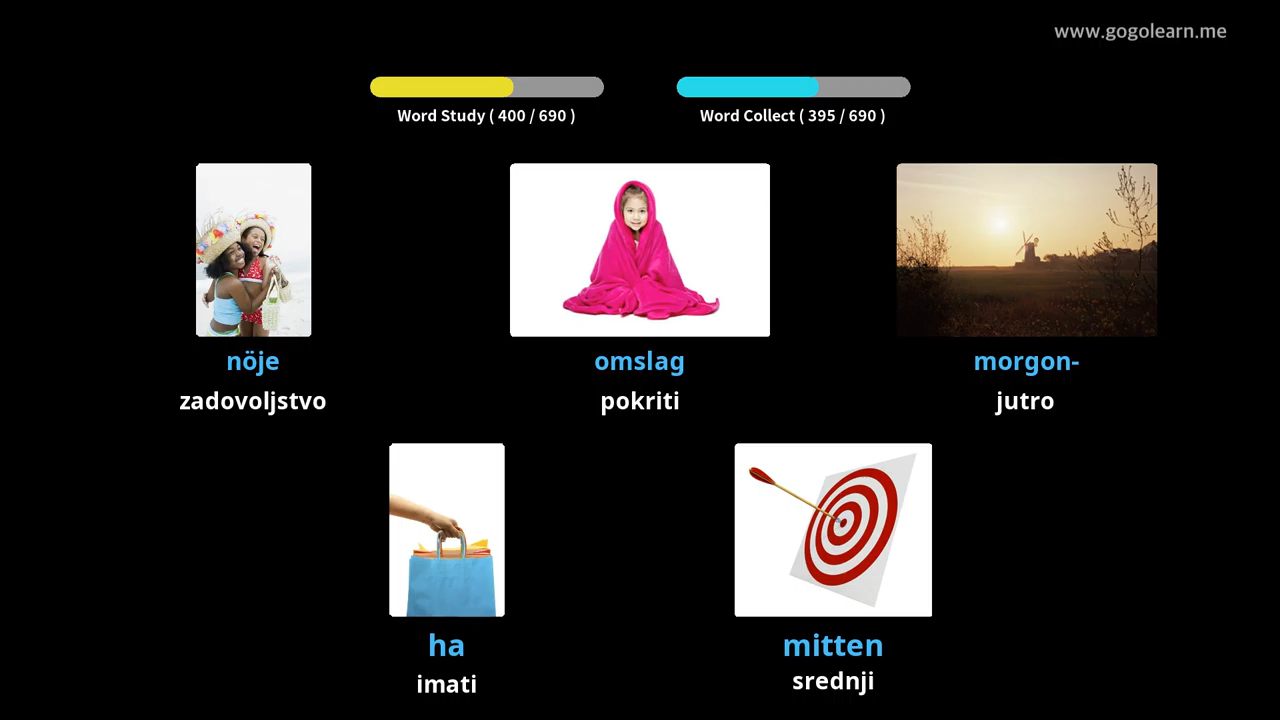 www.gogolearn.me
Word Study ( 400 / 690 )
Word Collect ( 395 / 690 )
nöje
omslag
morgon-
zadovoljstvo
pokriti
jutro
ha
mitten
imati
srednji